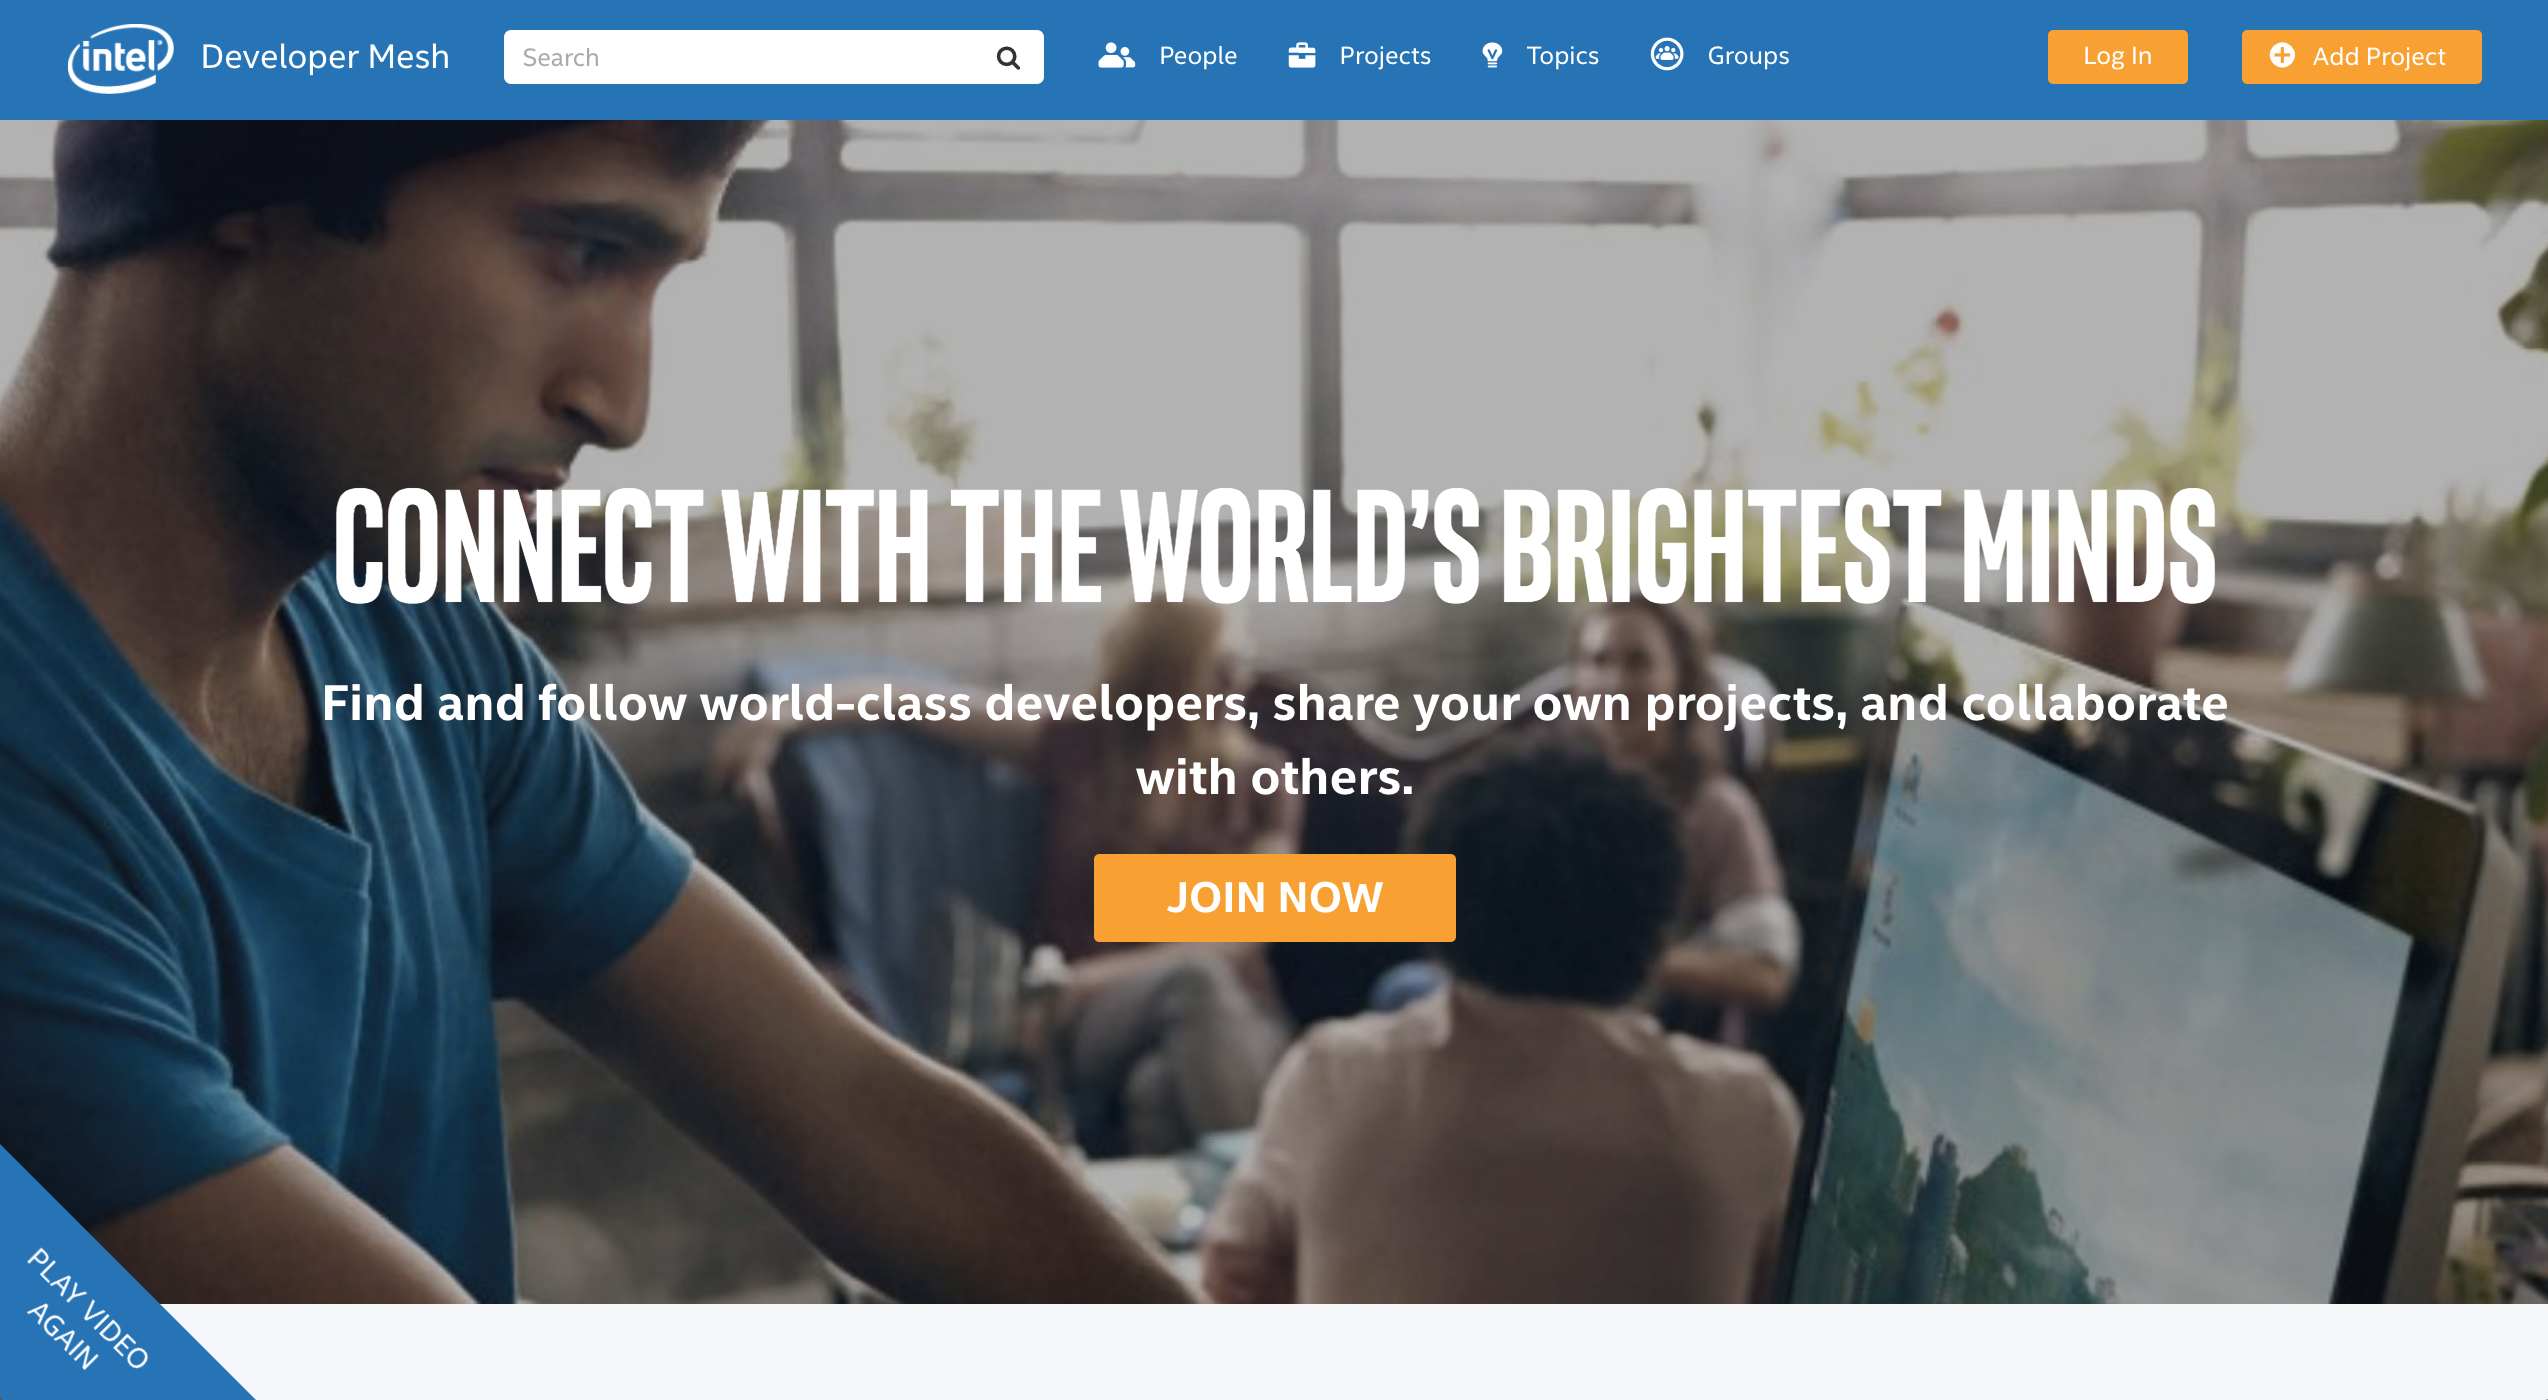 intel
Developer Mesh
Search
People
Projects
Topics
Groups
Log In
Add Project
CONNECT WITH THE WORLD’S BRIGHTEST MINDS
Find and follow world-class developers, share your own projects, and collaborate
with others.
JOIN NOW
PLAY VIDEO
AGAIN